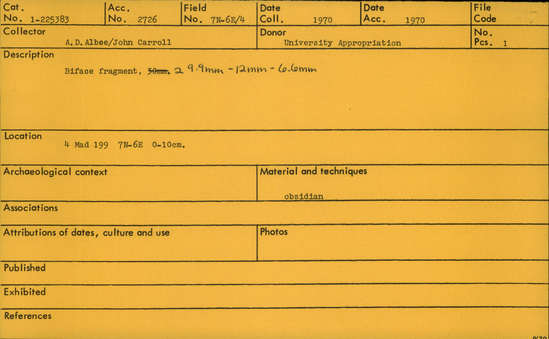 Cat. No. 1-225383 Acc. No. 2726 Field No. 7N-6E/4 Date Coll. 1970 Date Acc. 1970 File Code
Collector A.D.Albee/John Carroll Donor University Appropriation No. Pcs. 1
Description
Biface fragment, 50mm, 29.9mm - 12mm - 6.6mm
Location
4 Mad 199 7N-6E 0-10cm.
Archaeological context Material and techniques
obsidian
Associations
Attributions of dates, culture and use Photos
Published
Exhibited
References